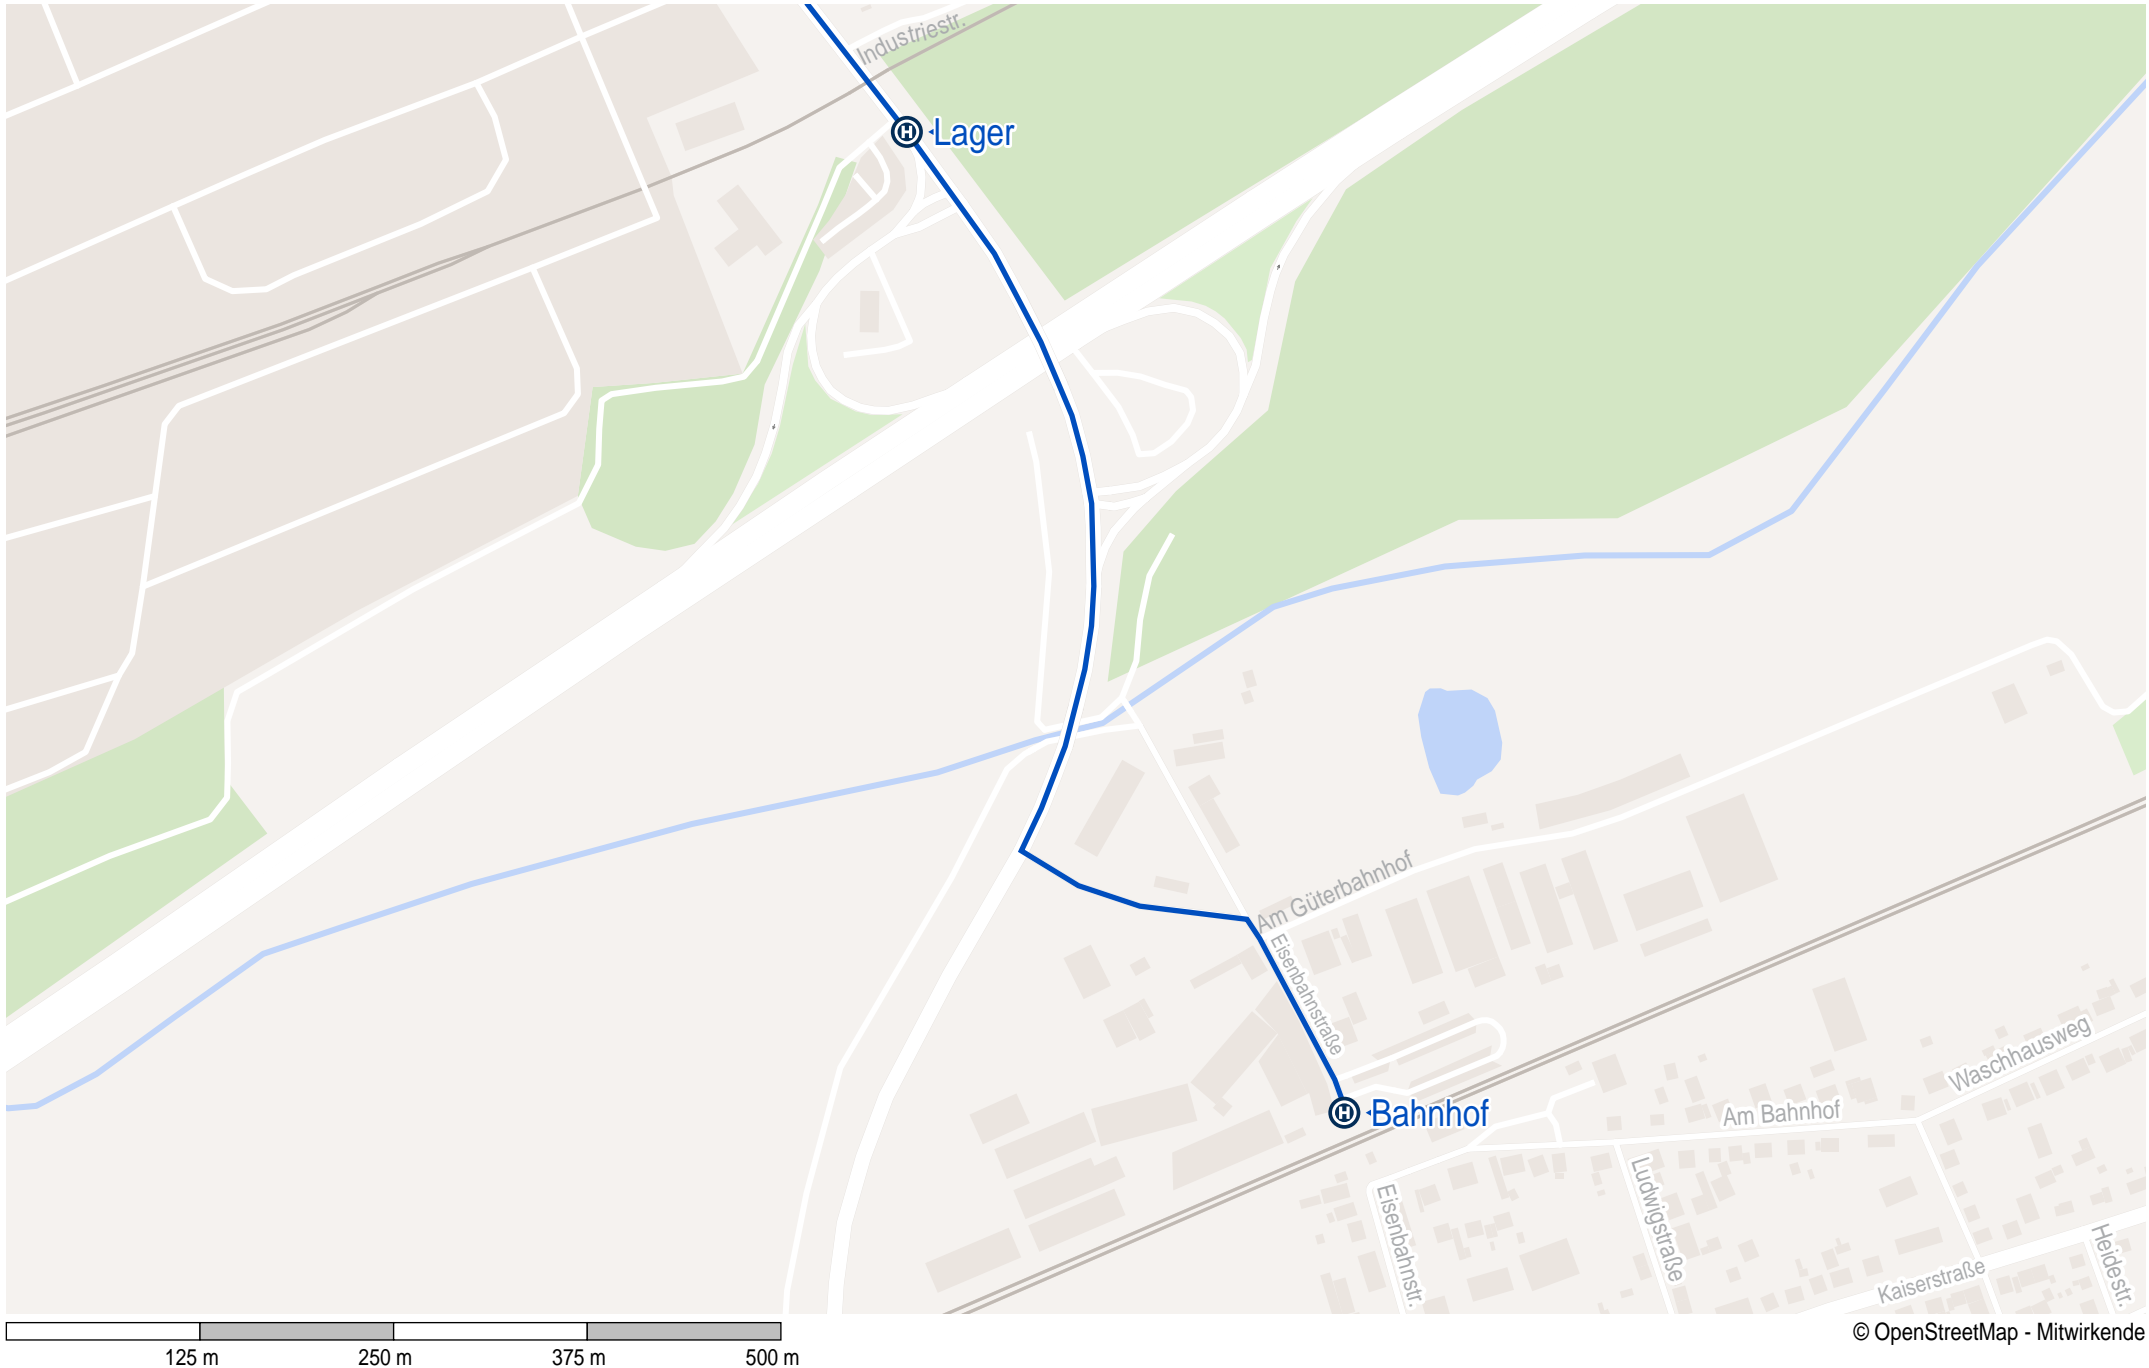 Industriestr.
Lager
Am Güterbahnhof
Eisenbahnstraße
Waschhausweg
Bahnhof
Am Bahnhof
Eisenbahnstr.
Ludwigstraße
Heidestr.
Kaiserstraße
125 m
250 m
375 m
500 m
© OpenStreetMap - Mitwirkende